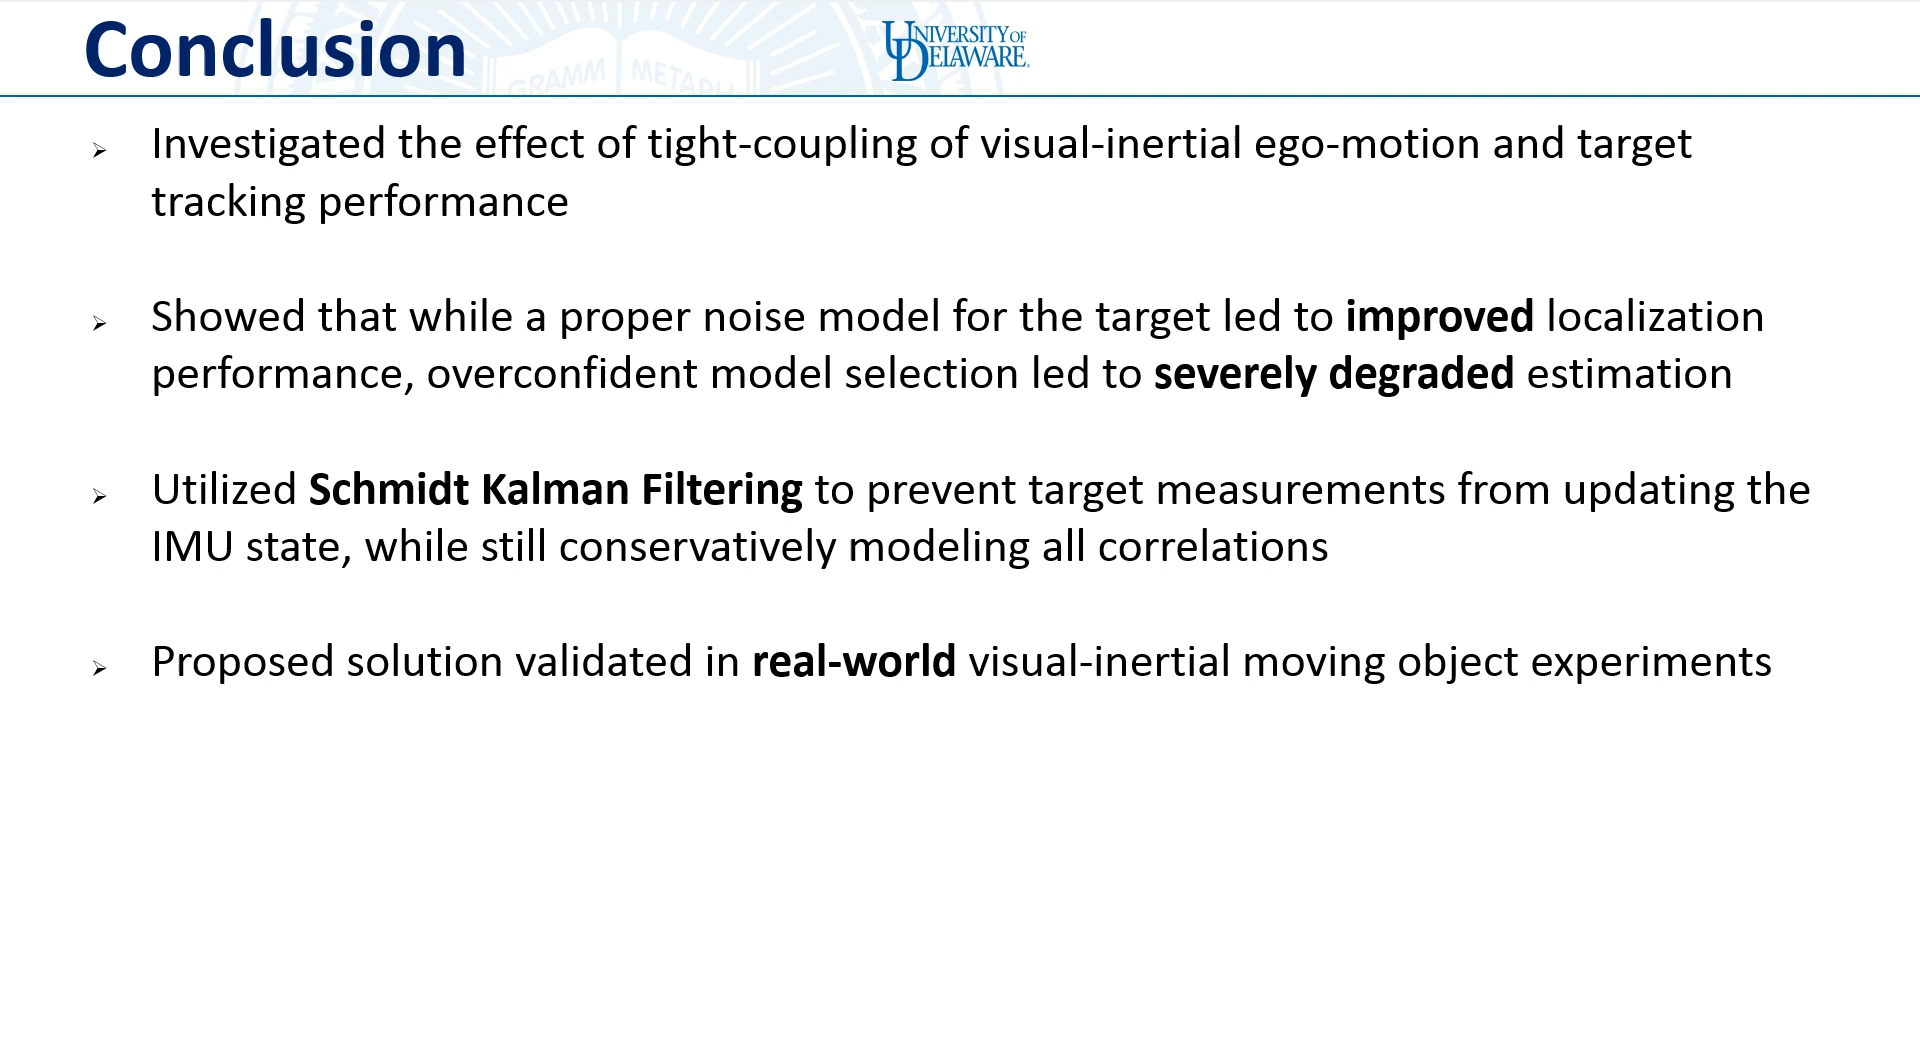 Conclusion
GRAMM METAPH
UNIVERSITY OF
DELAWARE
➢ Investigated the effect of tight-coupling of visual-inertial ego-motion and target
tracking performance
➢ Showed that while a proper noise model for the target led to improved localization
performance, overconfident model selection led to severely degraded estimation
➢ Utilized Schmidt Kalman Filtering to prevent target measurements from updating the
IMU state, while still conservatively modeling all correlations
➢ Proposed solution validated in real-world visual-inertial moving object experiments